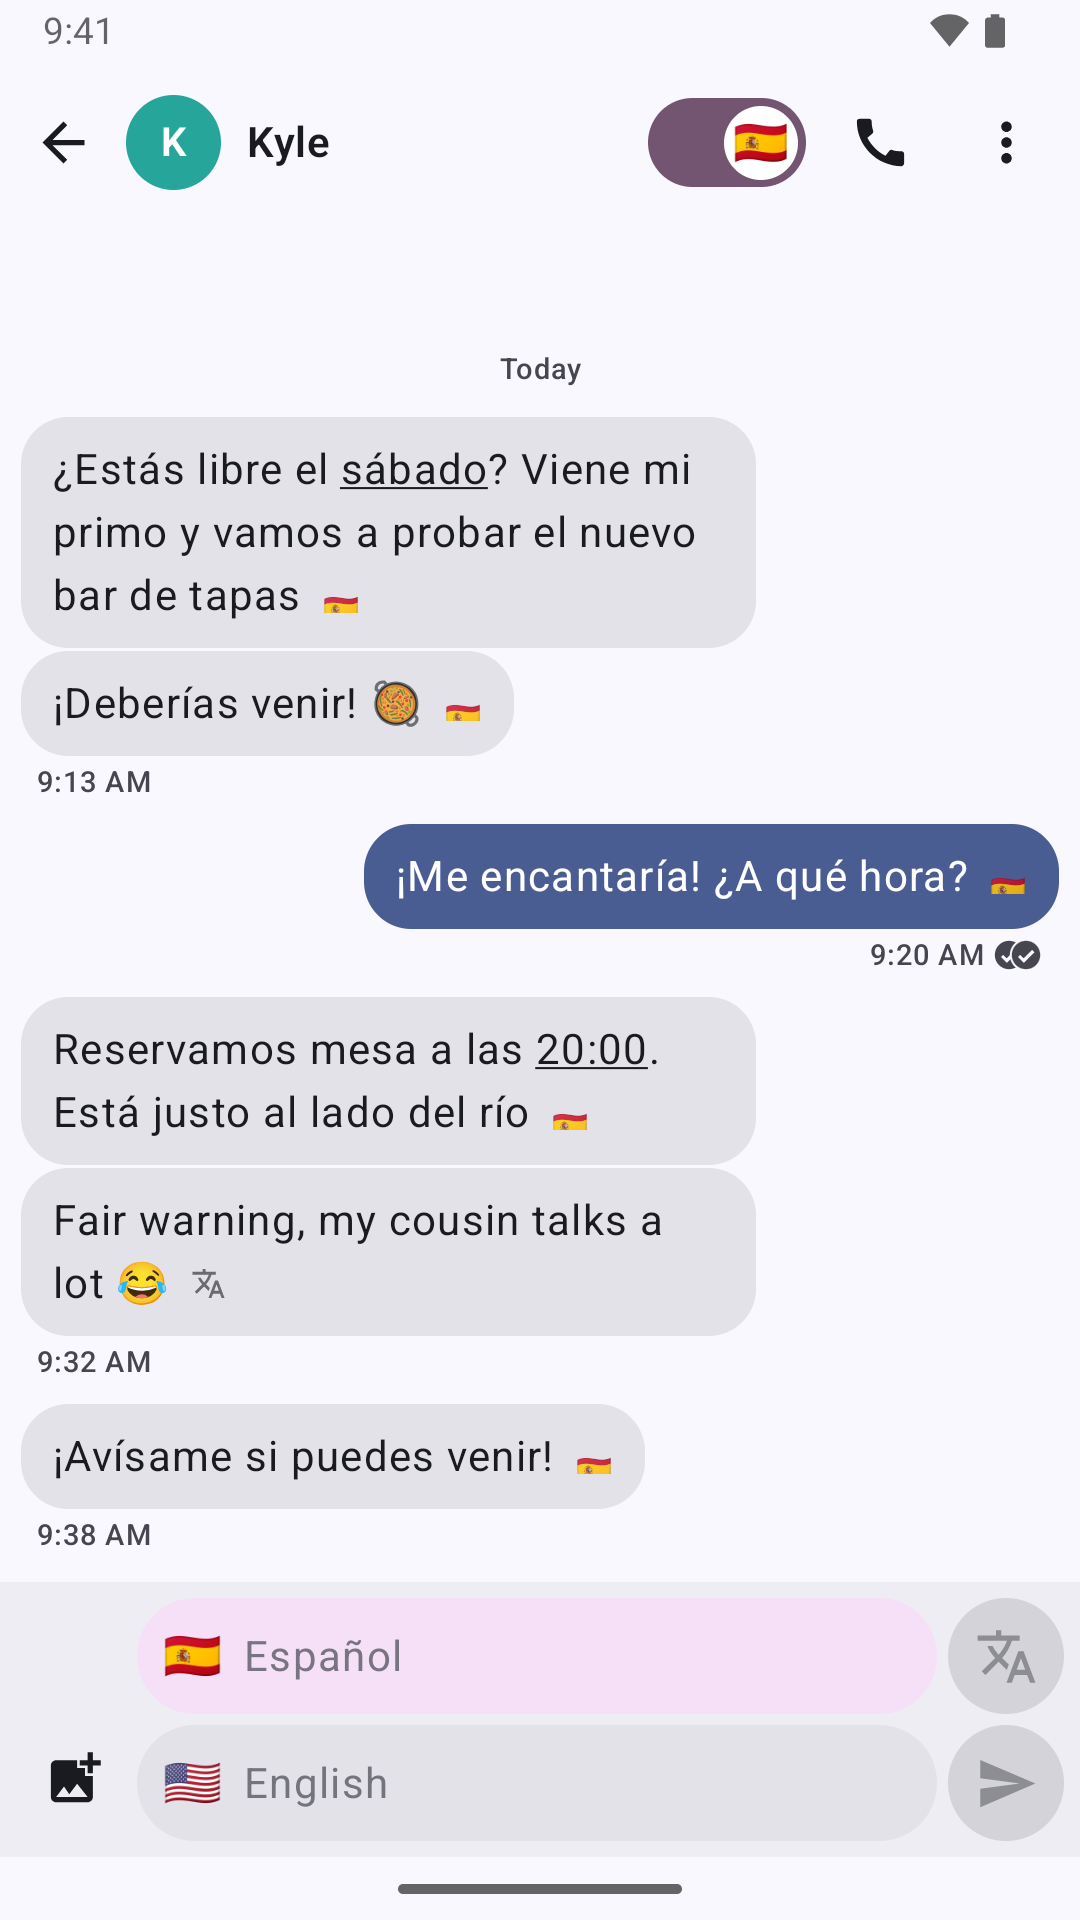 9:41
K
Kyle
Today
¿Estás libre el sábado? Viene mi
primo y vamos a probar el nuevo
bar de tapas 🇪🇸
¡Deberías venir! 🥘 🇪🇸
9:13 AM
¡Me encantaría! ¿A qué hora? 🇪🇸
9:20 AM
Reservamos mesa a las 20:00.
Está justo al lado del río 🇪🇸
Fair warning, my cousin talks a
lot 😂
9:32 AM
¡Avísame si puedes venir! 🇪🇸
9:38 AM
🇪🇸 Español
🇺🇸 English